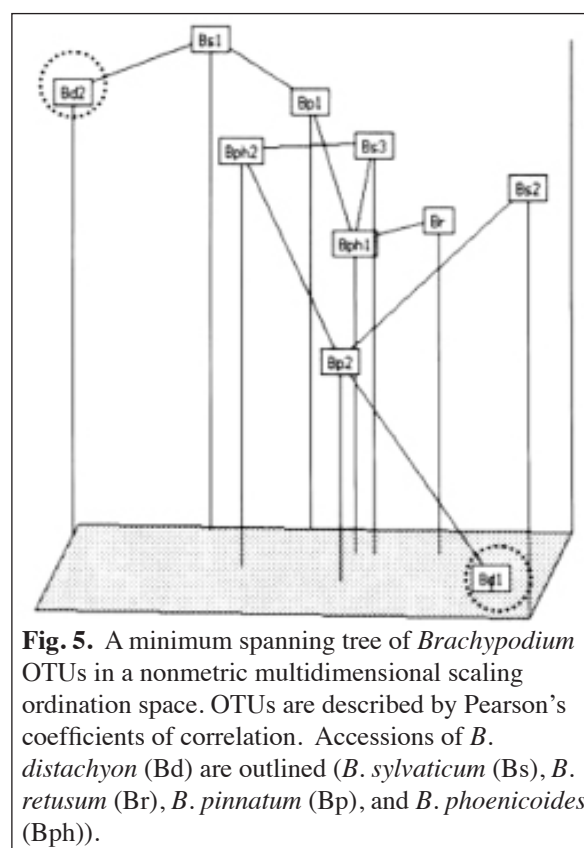 Bs1
Bd2
Bp1
Bph2
Bs3
Bs2
Br
Bph1
Bp2
Bd1
Fig. 5. A minimum spanning tree of Brachypodium
OTUs in a nonmetric multidimensional scaling
ordination space. OTUs are described by Pearson's
coefficients of correlation. Accessions of B.
distachyon (Bd) are outlined (B. sylvaticum (Bs), B.
retusum (Br), B. pinnatum (Bp), and B. phoenicoides
(Bph)).